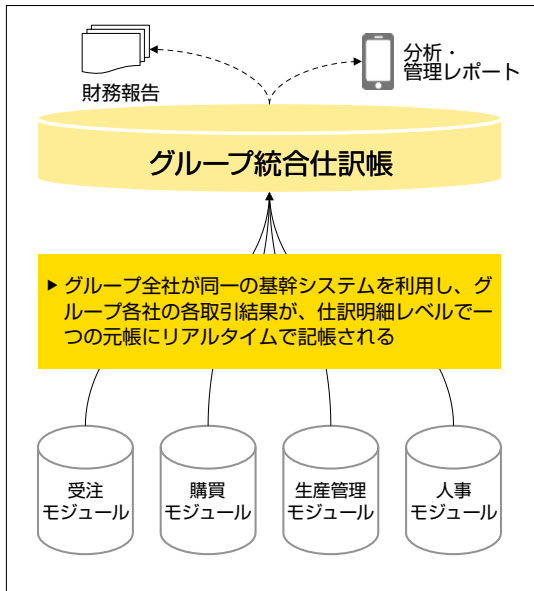 財務報告
分析・
管理レポート
グループ統合仕訳帳
▶ グループ全社が同一の基幹システムを利用し、グ
ループ各社の各取引結果が、仕訳明細レベルで一
つの元帳にリアルタイムで記帳される
受注
モジュール
購買
モジュール
生産管理
モジュール
人事
モジュール